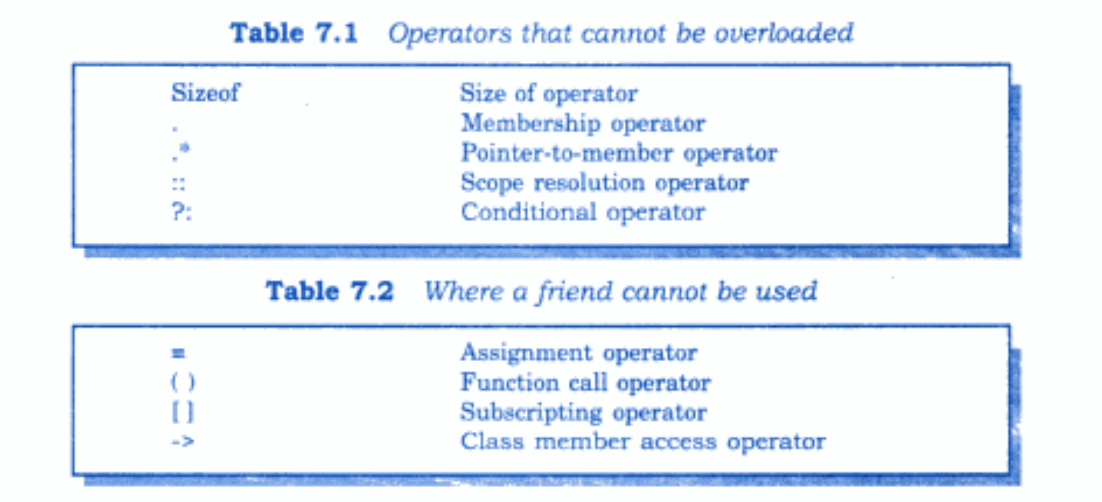 Table 7.1 Operators that cannot be overloaded
Sizeof Size of operator
. Membership operator
.* Pointer-to-member operator
:: Scope resolution operator
?: Conditional operator
Table 7.2 Where a friend cannot be used
= Assignment operator
( ) Function call operator
[ ] Subscripting operator
-> Class member access operator